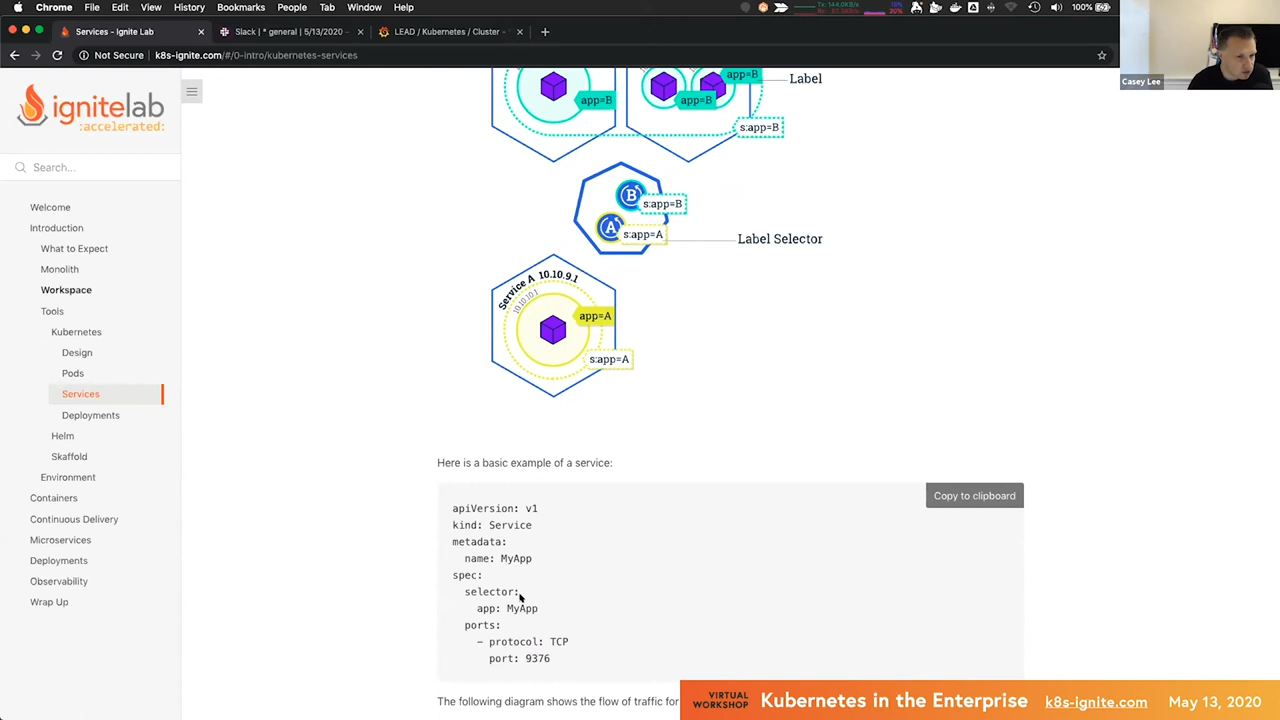 Chrome File Edit View History Bookmarks People Tab Window Help
100%
Services - Ignite Lab
Slack | * general | 5/13/2020 -
LEAD / Kubernetes / Cluster -
Not Secure | k8s-ignite.com/#/0-intro/kubernetes-services
Casey Lee
ignitelab
:accelerated:
Search...
Welcome
Introduction
What to Expect
Monolith
Workspace
Tools
Kubernetes
Design
Pods
Services
Deployments
Helm
Skaffold
Environment
Containers
Continuous Delivery
Microservices
Deployments
Observability
Wrap Up
app=B
Label
app=B
app=B
s:app=B
B
s:app=B
A
s:app=A
Label Selector
Service A 10.10.9.1
10.10.10.1
app=A
s:app=A
Here is a basic example of a service:
Copy to clipboard
apiVersion: v1
kind: Service
metadata:
name: MyApp
spec:
selector:
app: MyApp
ports:
- protocol: TCP
port: 9376
The following diagram shows the flow of traffic for
VIRTUAL
WORKSHOP
Kubernetes in the Enterprise
k8s-ignite.com
May 13, 2020